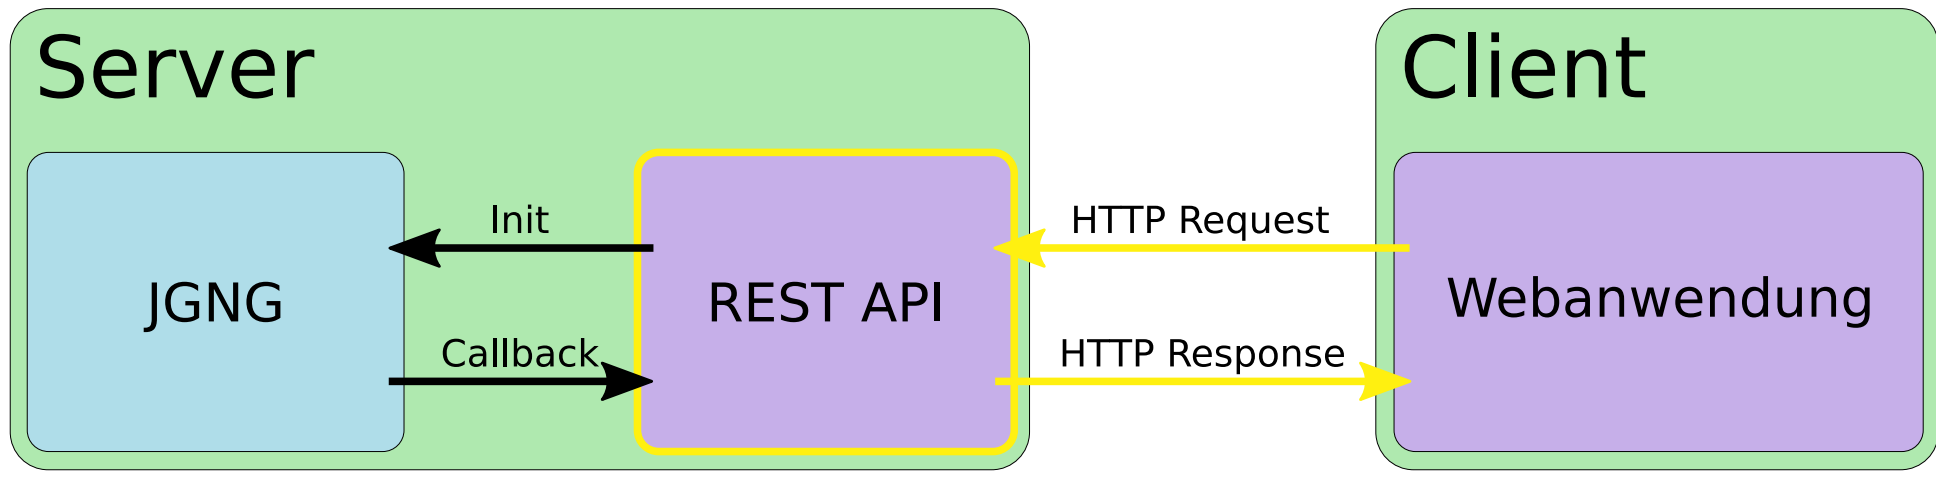 Server
Client
Init
HTTP Request
JGNG
REST API
Webanwendung
Callback
HTTP Response